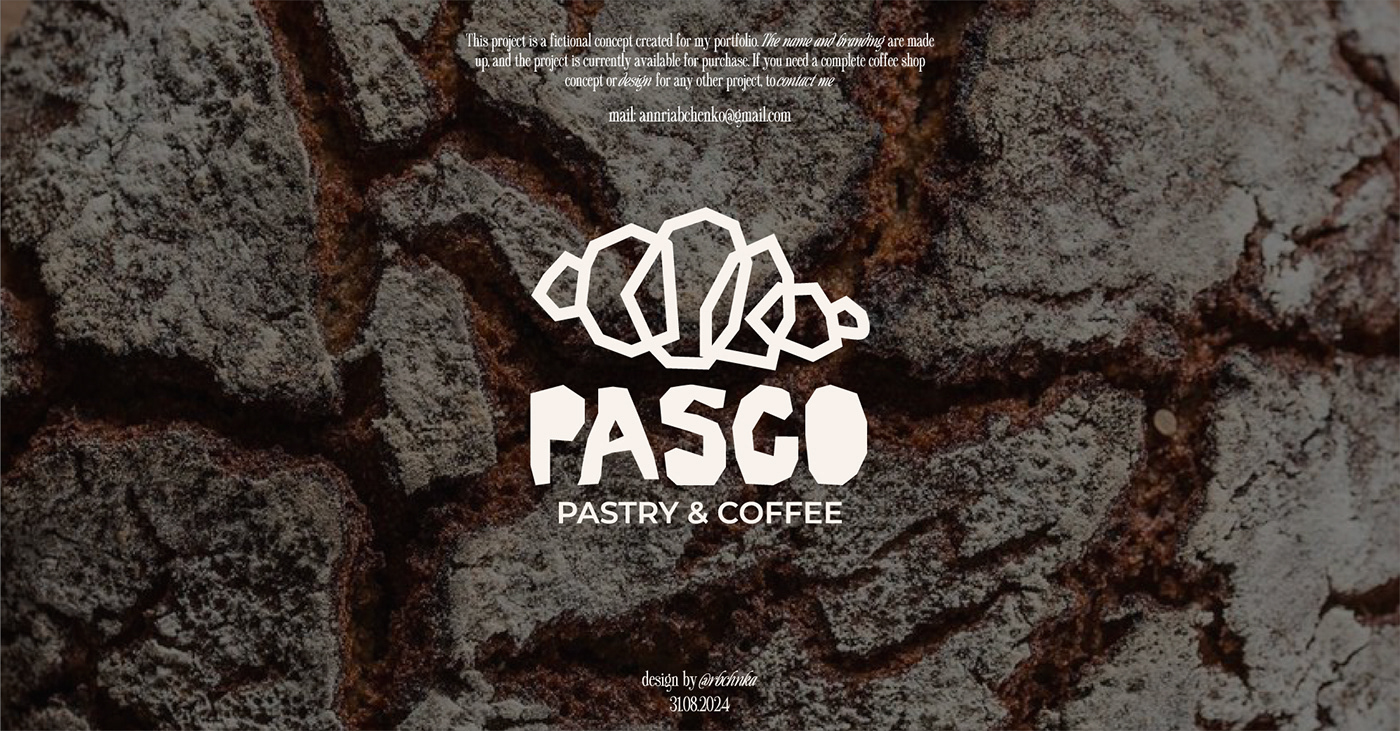 This project is a fictional concept created for my portfolio. The name and branding are made
up, and the project is currently available for purchase. If you need a complete coffee shop
concept or design for any other project, to contact me
mail: annriabchenko@gmail.com
PASGO
PASTRY & COFFEE
design by @rbchnka
31.08.2024